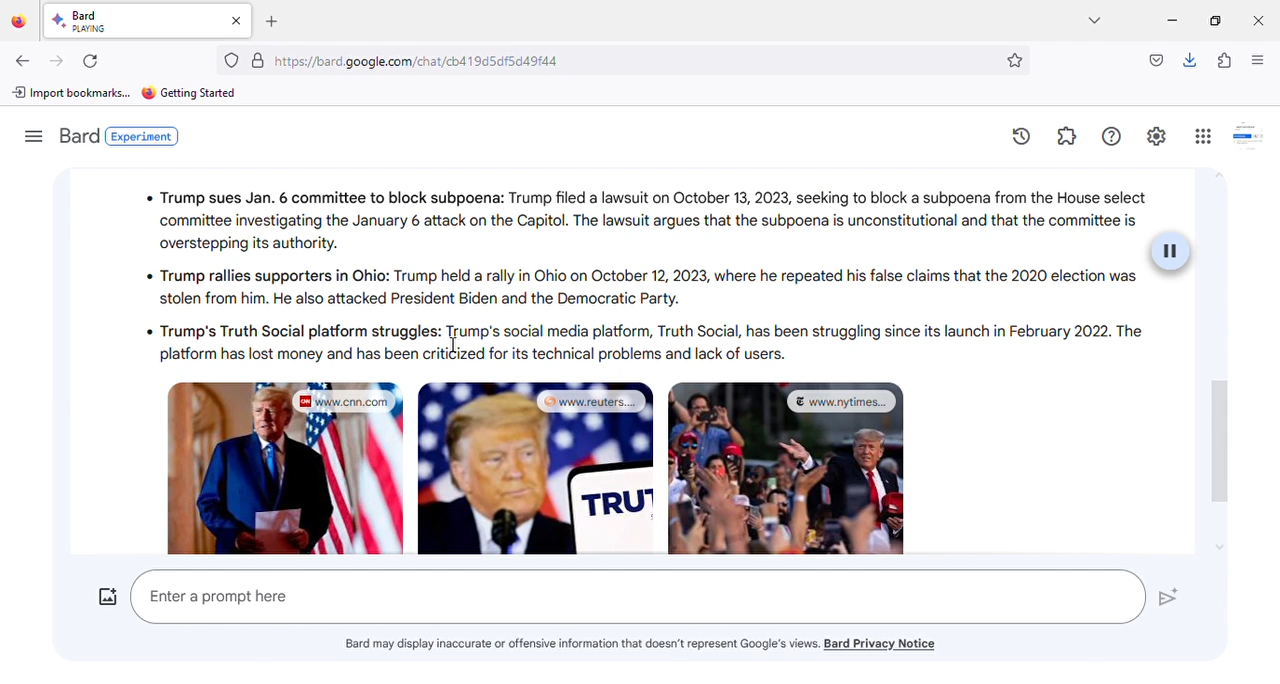 Bard
PLAYING
https://bard.google.com/chat/cb419d5df5d49f44
Import bookmarks...
Getting Started
Bard Experiment
• Trump sues Jan. 6 committee to block subpoena: Trump filed a lawsuit on October 13, 2023, seeking to block a subpoena from the House select
committee investigating the January 6 attack on the Capitol. The lawsuit argues that the subpoena is unconstitutional and that the committee is
overstepping its authority.
• Trump rallies supporters in Ohio: Trump held a rally in Ohio on October 12, 2023, where he repeated his false claims that the 2020 election was
stolen from him. He also attacked President Biden and the Democratic Party.
• Trump's Truth Social platform struggles: Trump's social media platform, Truth Social, has been struggling since its launch in February 2022. The
platform has lost money and has been criticized for its technical problems and lack of users.
CNN www.cnn.com
www.reuters....
www.nytimes...
TRUT
Enter a prompt here
Bard may display inaccurate or offensive information that doesn't represent Google's views. Bard Privacy Notice